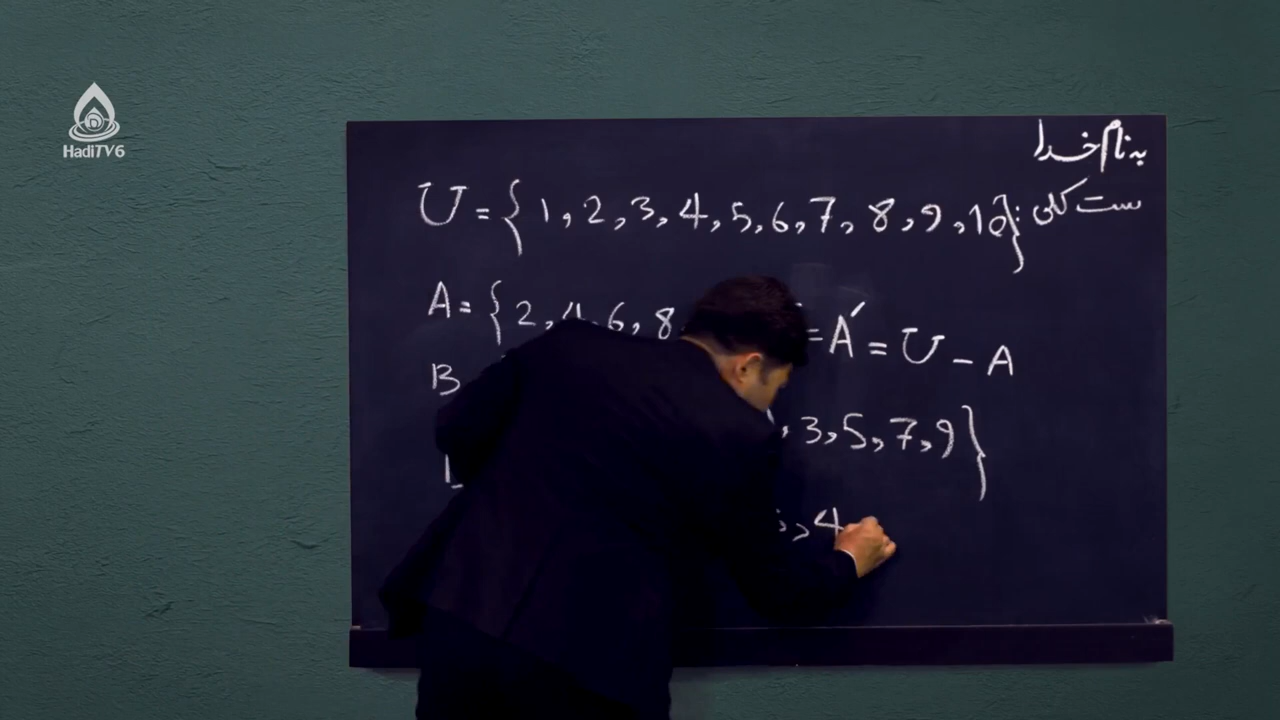 HadiTV6
به نام خدا
ست کلی:
U = { 1, 2, 3, 4, 5, 6, 7, 8, 9, 10}
A = { 2, 4, 6, 8
= A′ = U - A
B
, 3, 5, 7, 9 }
, 4